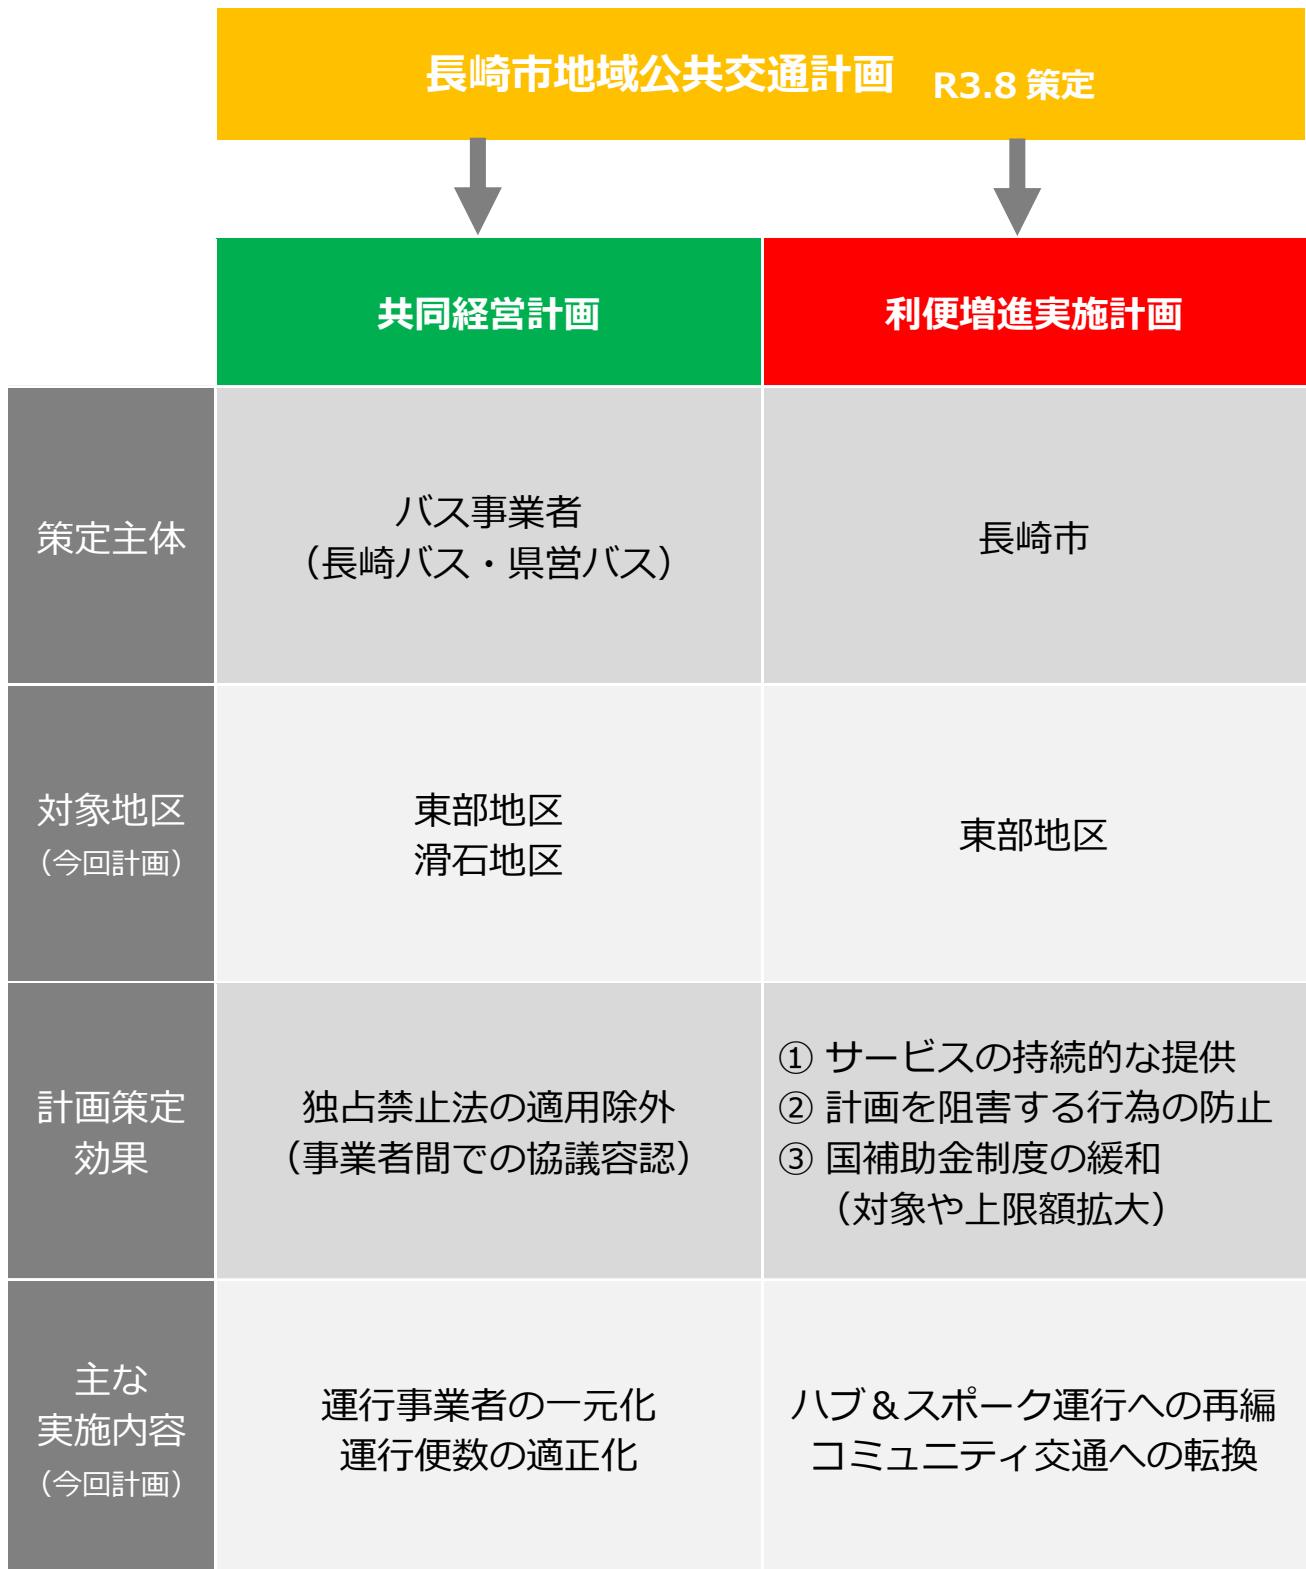 長崎市地域公共交通計画 R3.8 策定
共同経営計画
利便増進実施計画
策定主体
バス事業者
（長崎バス・県営バス）
長崎市
対象地区
（今回計画）
東部地区
滑石地区
東部地区
計画策定
効果
独占禁止法の適用除外
（事業者間での協議容認）
① サービスの持続的な提供
② 計画を阻害する行為の防止
③ 国補助金制度の緩和
（対象や上限額拡大）
主な
実施内容
（今回計画）
運行事業者の一元化
運行便数の適正化
ハブ＆スポーク運行への再編
コミュニティ交通への転換